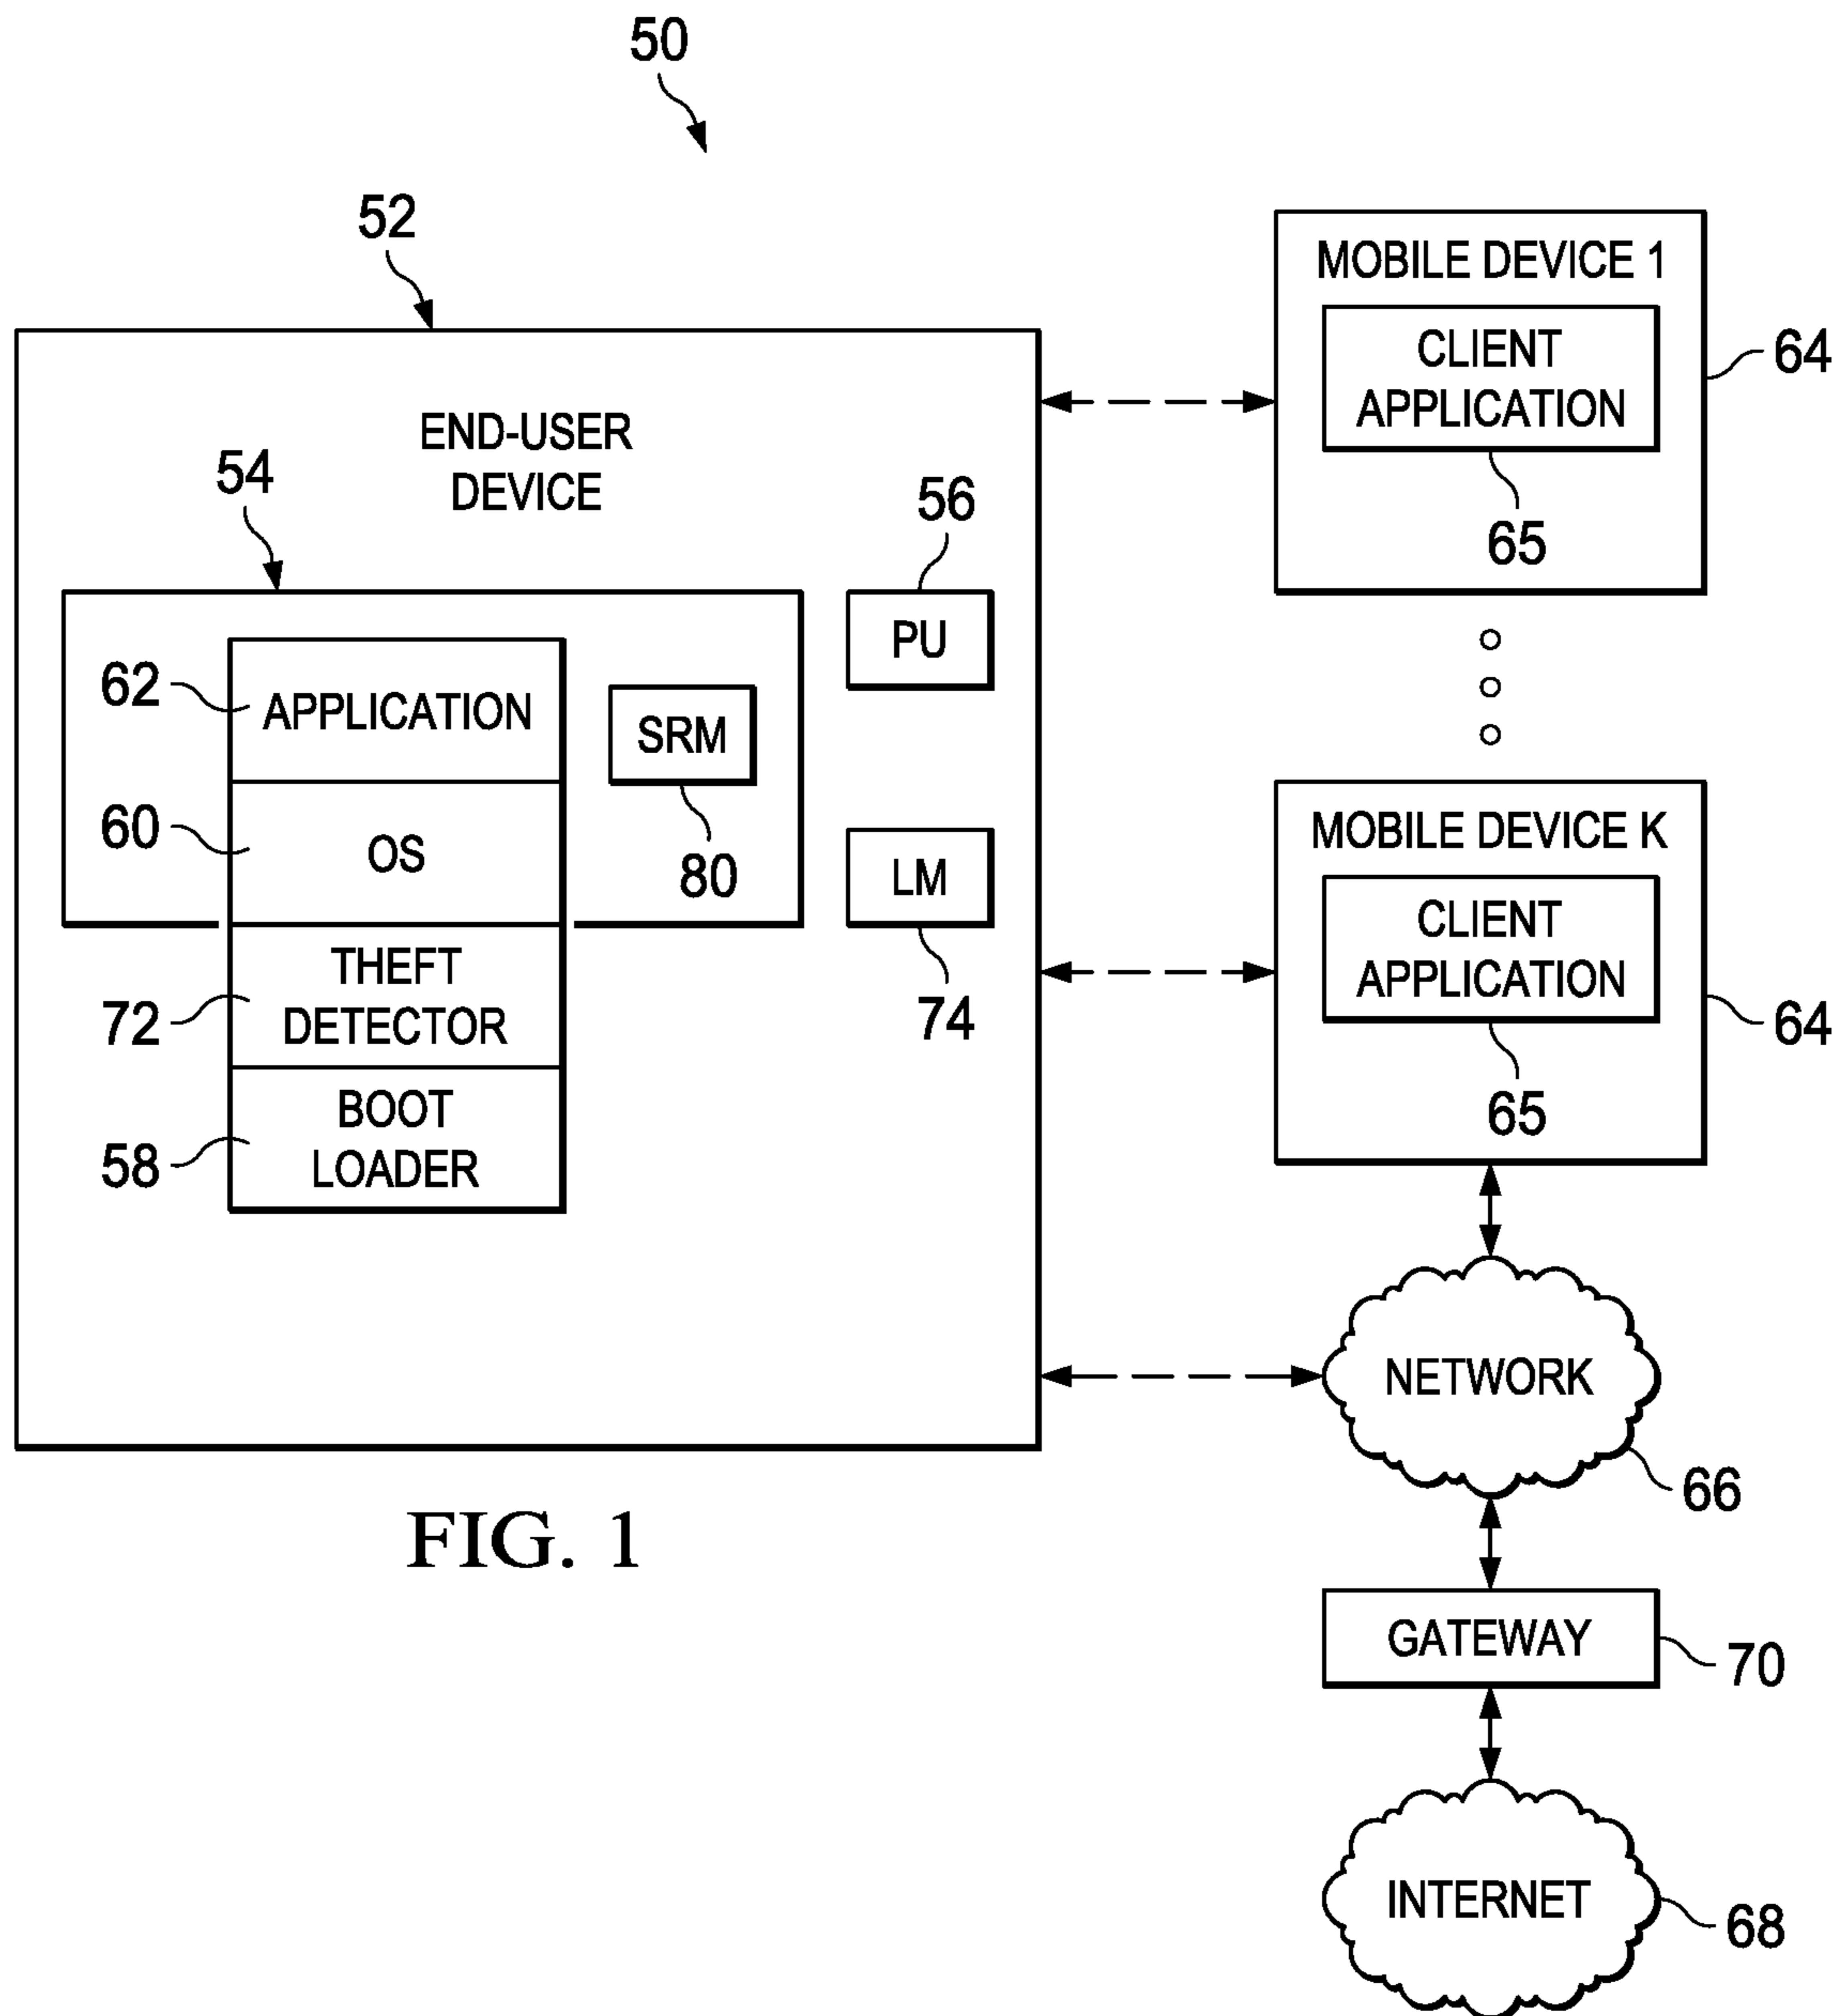 50
52
END-USER
DEVICE
54
56
PU
62
APPLICATION
SRM
80
60
OS
LM
74
72
THEFT
DETECTOR
58
BOOT
LOADER
MOBILE DEVICE 1
CLIENT
APPLICATION
64
65
MOBILE DEVICE K
CLIENT
APPLICATION
64
65
NETWORK
66
GATEWAY
70
INTERNET
68
FIG. 1